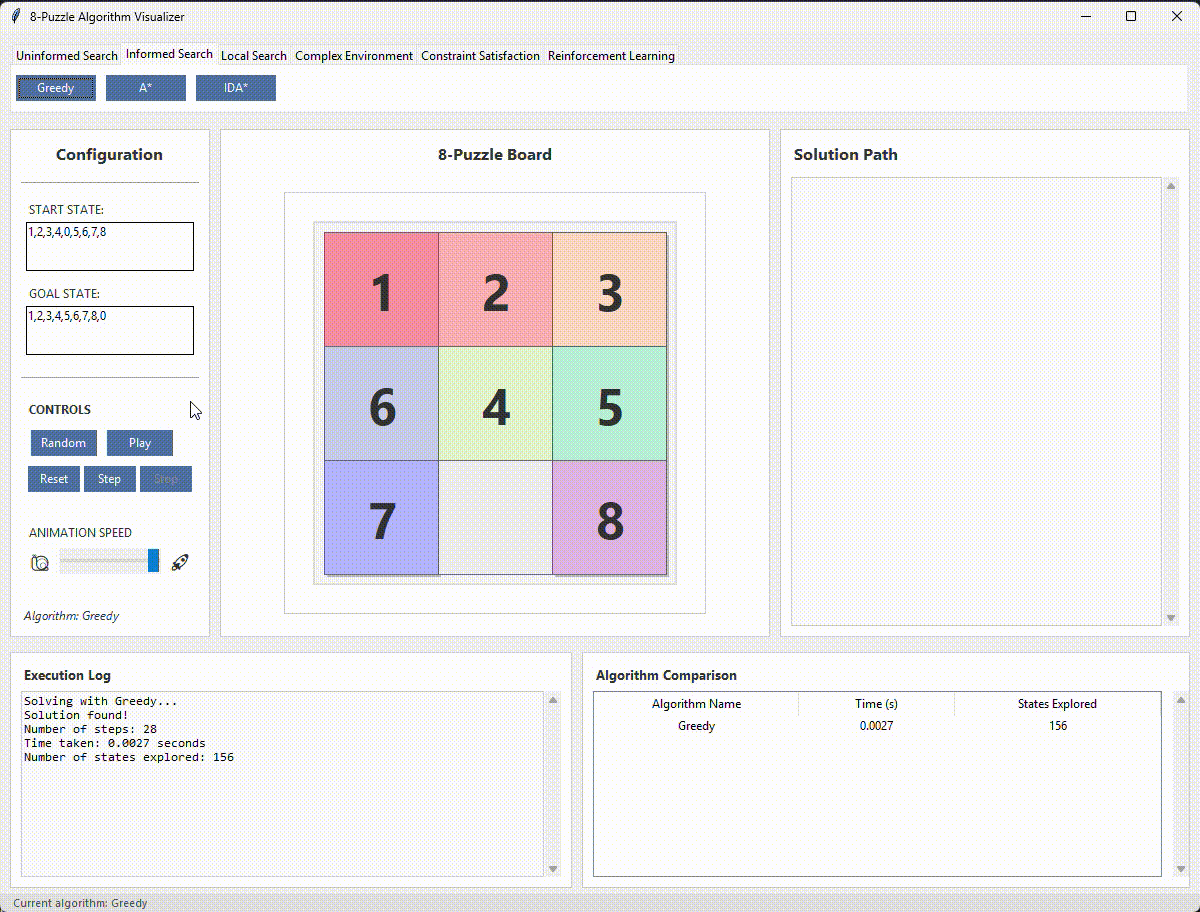 8-Puzzle Algorithm Visualizer
Uninformed Search Informed Search Local Search Complex Environment Constraint Satisfaction Reinforcement Learning
Greedy A* IDA*
Configuration
START STATE:
1,2,3,4,0,5,6,7,8
GOAL STATE:
1,2,3,4,5,6,7,8,0
CONTROLS
Random Play
Reset Step Stop
ANIMATION SPEED
Algorithm: Greedy
8-Puzzle Board
1 2 3
6 4 5
7 8
Solution Path
Execution Log
Solving with Greedy...
Solution found!
Number of steps: 28
Time taken: 0.0027 seconds
Number of states explored: 156
Algorithm Comparison
Algorithm Name Time (s) States Explored
Greedy 0.0027 156
Current algorithm: Greedy